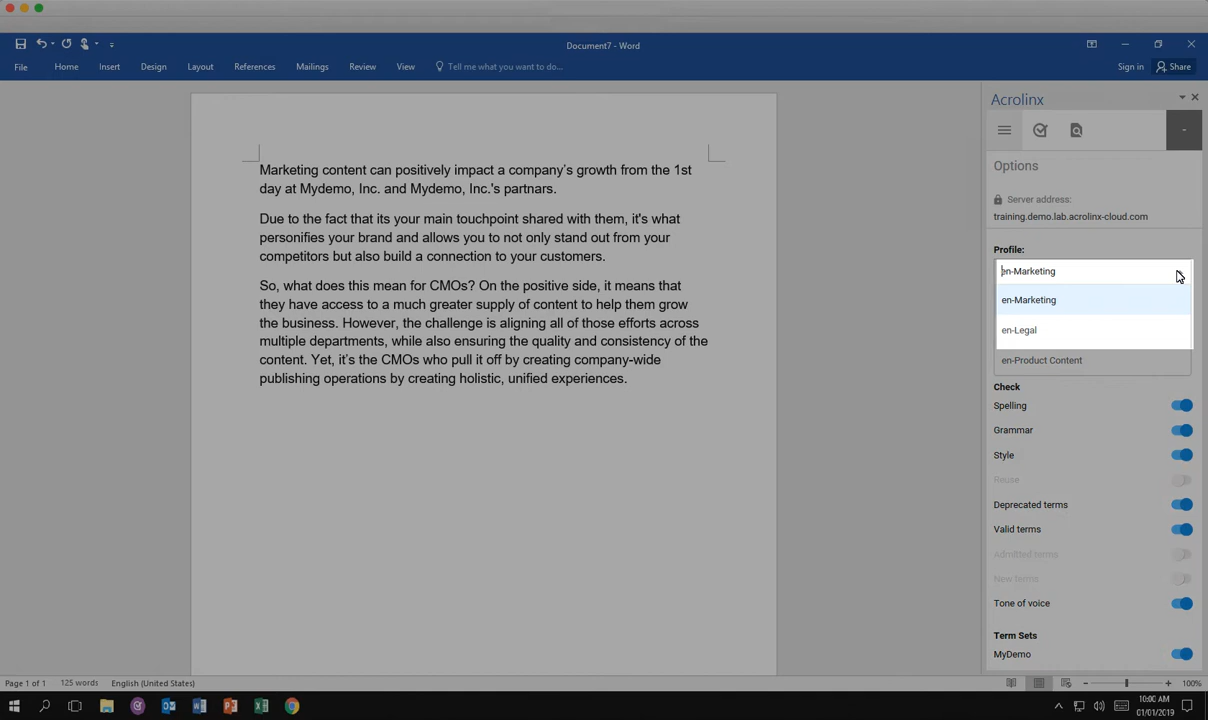 Document7 - Word
File
Home
Insert
Design
Layout
References
Mailings
Review
View
Tell me what you want to do...
Sign in
Share
Marketing content can positively impact a company's growth from the 1st
day at Mydemo, Inc. and Mydemo, Inc.'s partners.
Due to the fact that its your main touchpoint shared with them, it's what
personifies your brand and allows you to not only stand out from your
competitors but also build a connection to your customers.
So, what does this mean for CMOs? On the positive side, it means that
they have access to a much greater supply of content to help them grow
the business. However, the challenge is aligning all of those efforts across
multiple departments, while also ensuring the quality and consistency of the
content. Yet, it's the CMOs who pull it off by creating company-wide
publishing operations by creating holistic, unified experiences.
Acrolinx
Options
Server address:
training.demo.lab.acrolinx-cloud.com
Profile:
en-Marketing
en-Marketing
en-Legal
en-Product Content
Check
Spelling
Grammar
Style
Reuse
Deprecated terms
Valid terms
Admitted terms
New terms
Tone of voice
Term Sets
MyDemo
Page 1 of 1
125 words
English (United States)
100%
10:00 AM
01/01/2019